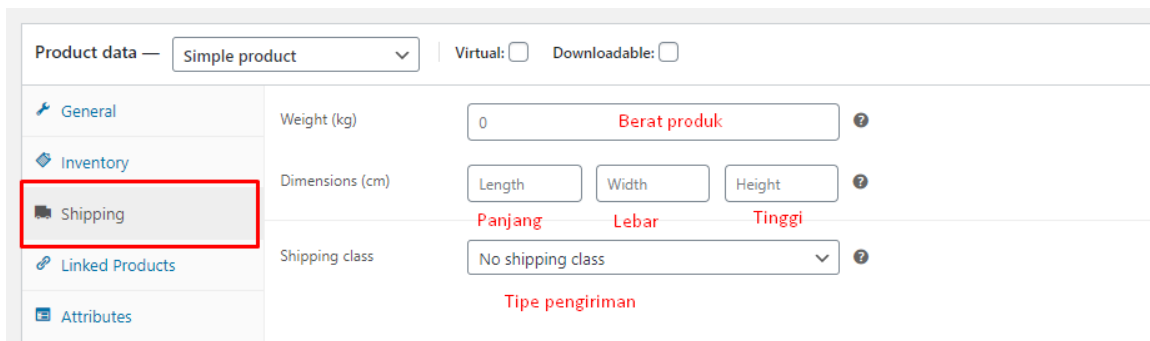 Product data — Simple product Virtual: Downloadable:
General
Weight (kg) 0 Berat produk
Inventory
Dimensions (cm) Length Width Height
Shipping
Panjang Lebar Tinggi
Shipping class No shipping class
Linked Products
Tipe pengiriman
Attributes